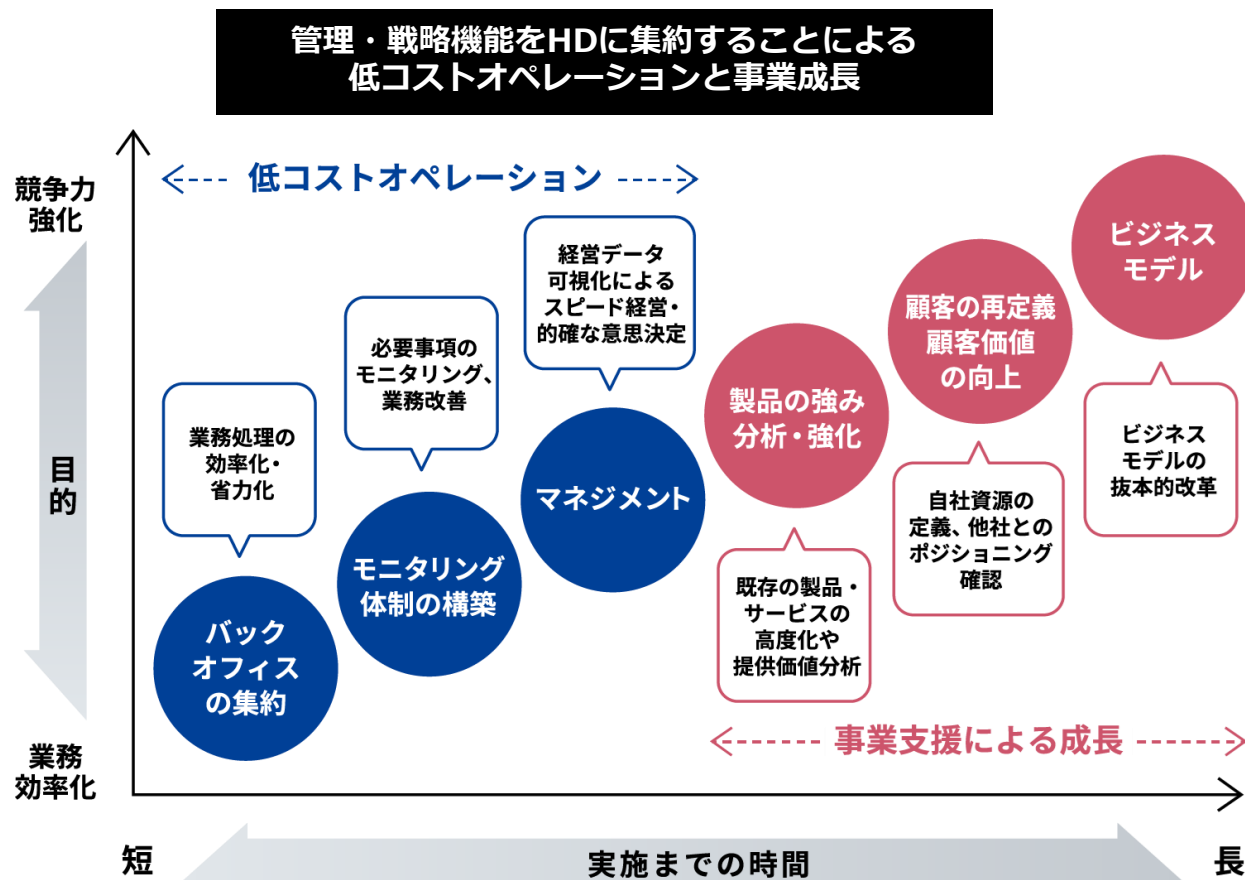 管理・戦略機能をHDに集約することによる
低コストオペレーションと事業成長
競争力
強化
目的
業務
効率化
低コストオペレーション
業務処理の
効率化・
省力化
バック
オフィス
の集約
必要事項の
モニタリング、
業務改善
モニタリング
体制の構築
経営データ
可視化による
スピード経営・
的確な意思決定
マネジメント
製品の強み
分析・強化
既存の製品・
サービスの
高度化や
提供価値分析
顧客の再定義
顧客価値
の向上
自社資源の
定義、他社との
ポジショニング
確認
ビジネス
モデル
ビジネス
モデルの
抜本的改革
事業支援による成長
短
実施までの時間
長